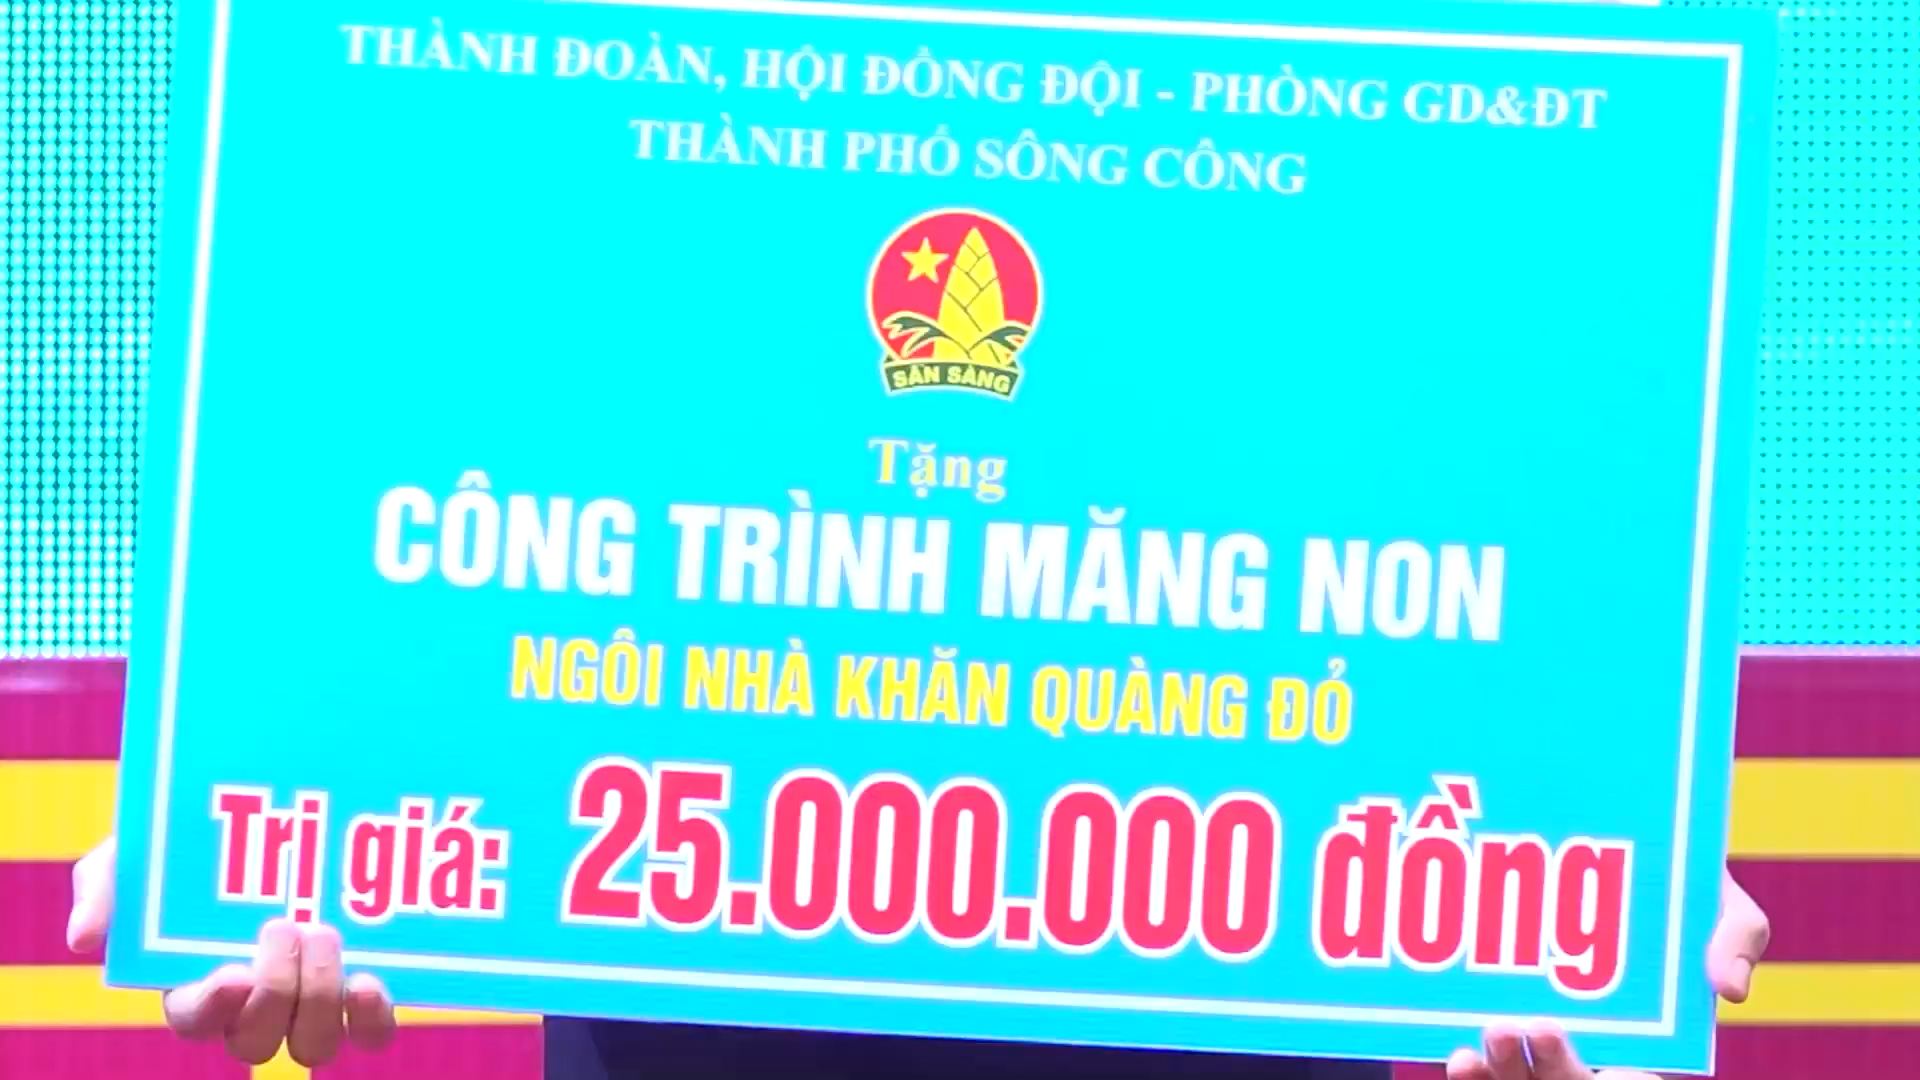 THÀNH ĐOÀN, HỘI ĐỒNG ĐỘI - PHÒNG GD&ĐT
THÀNH PHỐ SÔNG CÔNG
SẴN SÀNG
Tặng
CÔNG TRÌNH MĂNG NON
NGÔI NHÀ KHĂN QUÀNG ĐỎ
Trị giá: 25.000.000 đồng